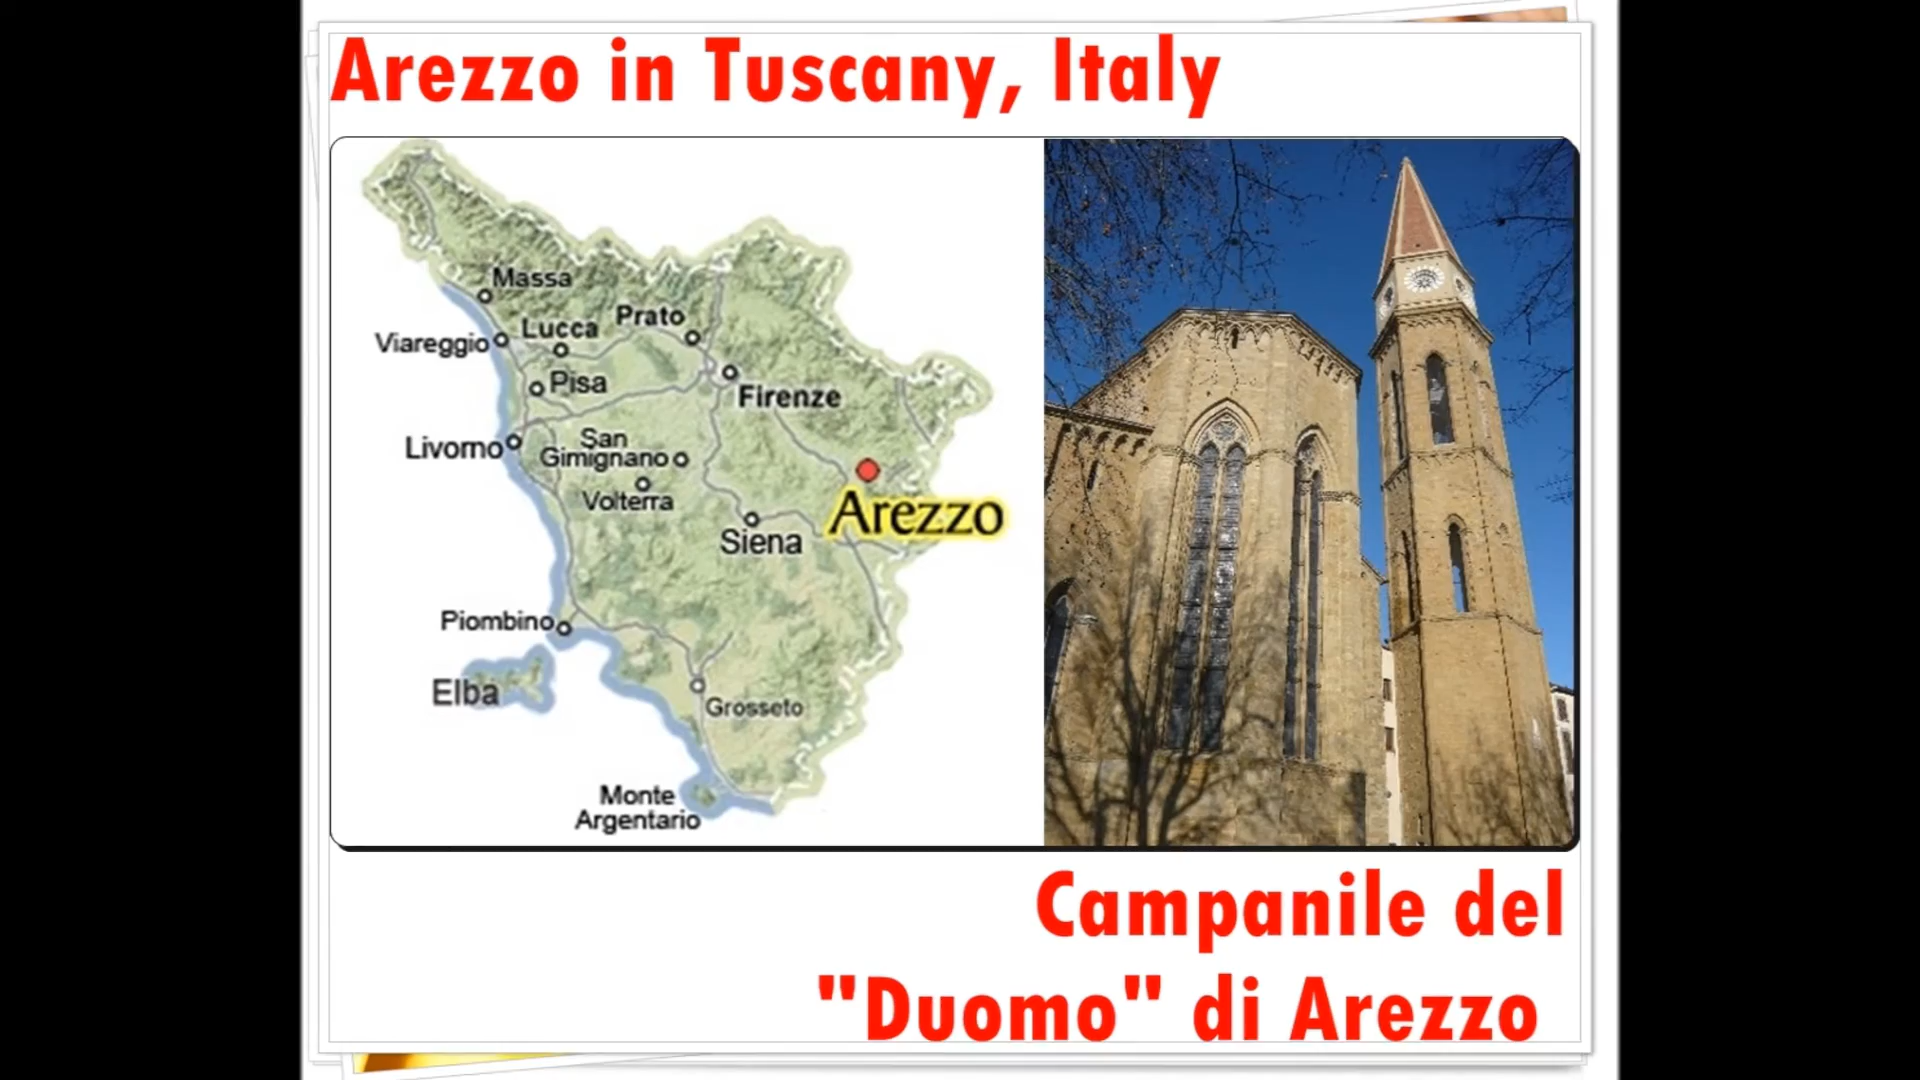 Arezzo in Tuscany, Italy
Massa
Viareggio
Lucca
Prato
Pisa
Firenze
Livorno
San
Gimignano
Volterra
Arezzo
Siena
Piombino
Elba
Grosseto
Monte
Argentario
Campanile del
"Duomo" di Arezzo